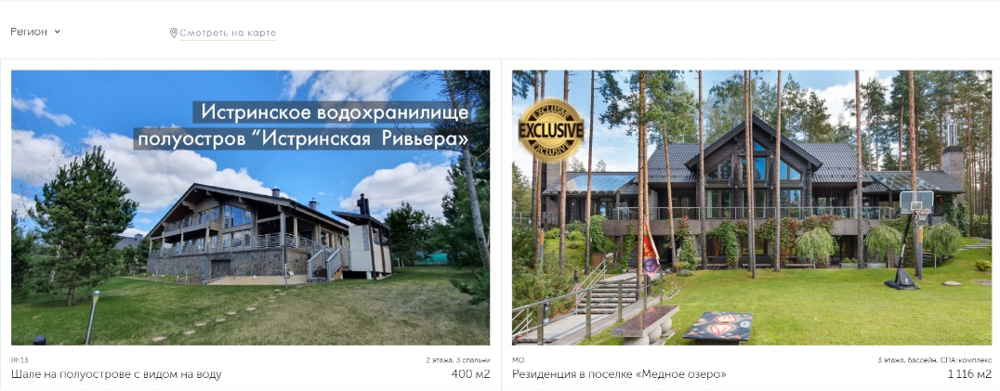 Регион
Смотреть на карте
Истринское водохранилище
полуостров “Истринская Ривьера»
EXCLUSIVE
EXCLUSIVE
EXCLUSIVE
IR-13
2 этажа, 3 спальни
Шале на полуострове с видом на воду
400 м2
МО
3 этажа, бассейн, СПА-комплекс
Резиденция в поселке «Медное озеро»
1 116 м2